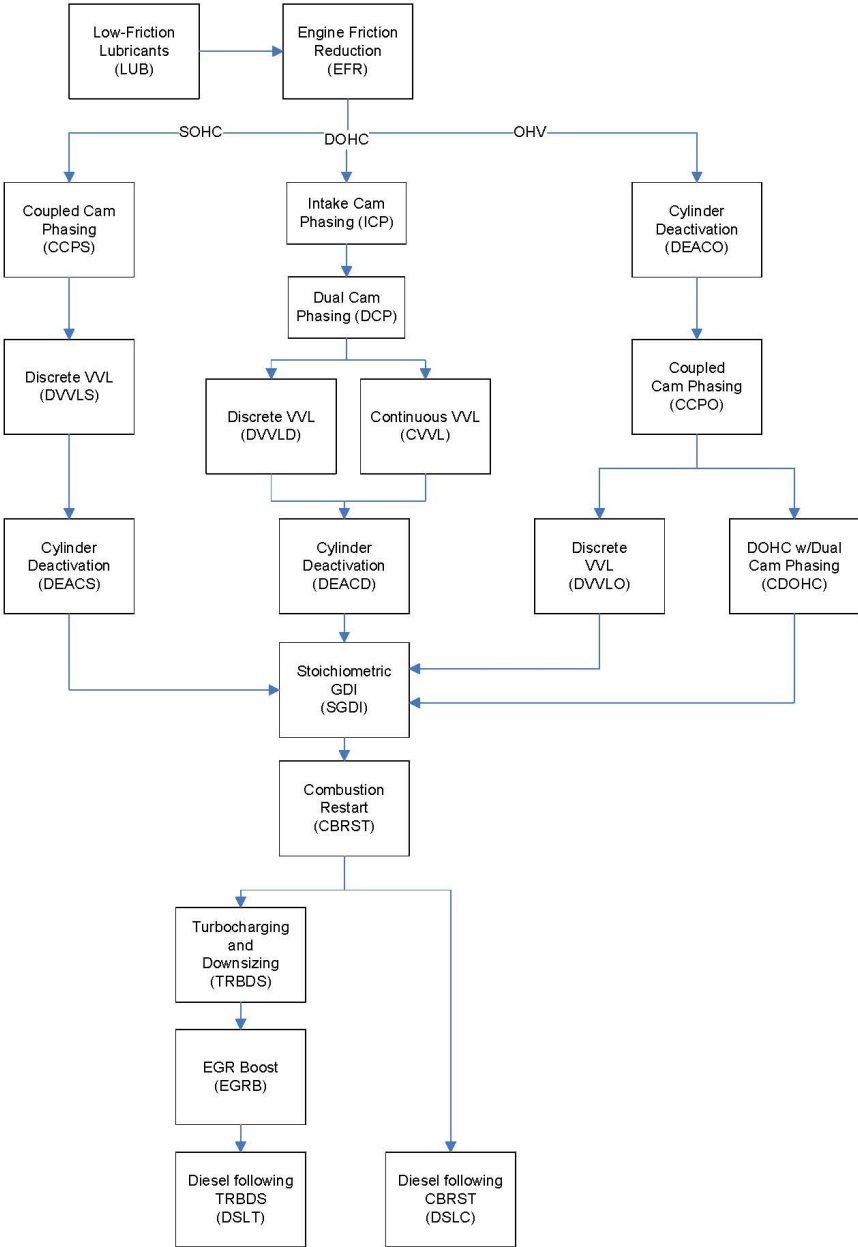 Low-Friction
Lubricants
(LUB)
Engine Friction
Reduction
(EFR)
SOHC
DOHC
OHV
Coupled Cam
Phasing
(CCPS)
Intake Cam
Phasing (ICP)
Cylinder
Deactivation
(DEACO)
Dual Cam
Phasing (DCP)
Discrete VVL
(DVVLS)
Discrete VVL
(DVVLD)
Continuous VVL
(CVVL)
Coupled
Cam Phasing
(CCPO)
Cylinder
Deactivation
(DEACS)
Cylinder
Deactivation
(DEACD)
Discrete
VVL
(DVVLO)
DOHC w/Dual
Cam Phasing
(CDOHC)
Stoichiometric
GDI
(SGDI)
Combustion
Restart
(CBRST)
Turbocharging
and
Downsizing
(TRBDS)
EGR Boost
(EGRB)
Diesel following
TRBDS
(DSLT)
Diesel following
CBRST
(DSLC)